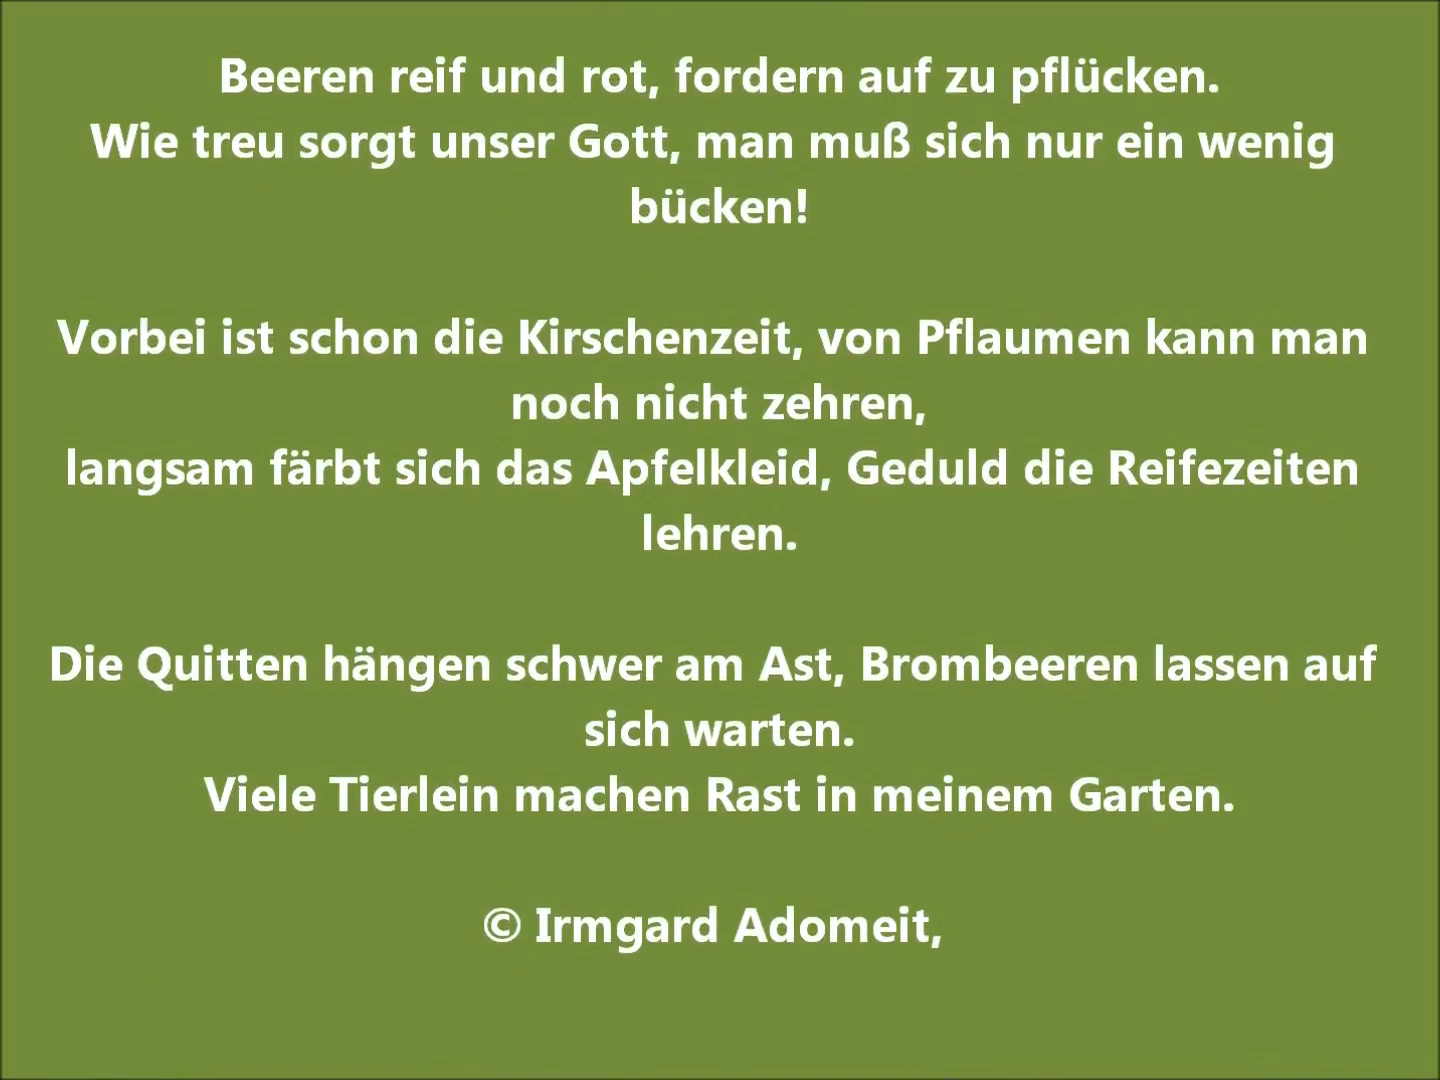 Beeren reif und rot, fordern auf zu pflücken.
Wie treu sorgt unser Gott, man muß sich nur ein wenig
bücken!
Vorbei ist schon die Kirschenzeit, von Pflaumen kann man
noch nicht zehren,
langsam färbt sich das Apfelkleid, Geduld die Reifezeiten
lehren.
Die Quitten hängen schwer am Ast, Brombeeren lassen auf
sich warten.
Viele Tierlein machen Rast in meinem Garten.
© Irmgard Adomeit,